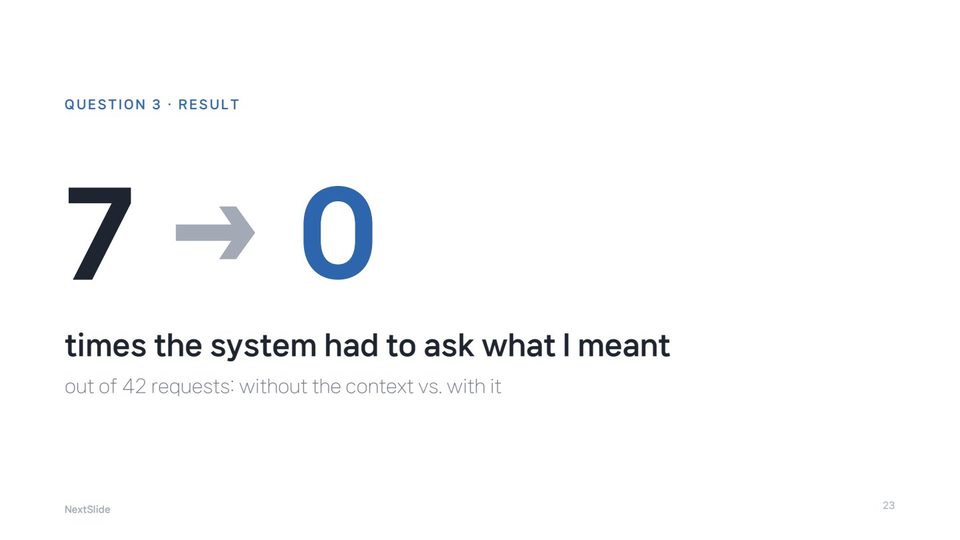 QUESTION 3 · RESULT
7 → 0
times the system had to ask what I meant
out of 42 requests: without the context vs. with it
NextSlide
23